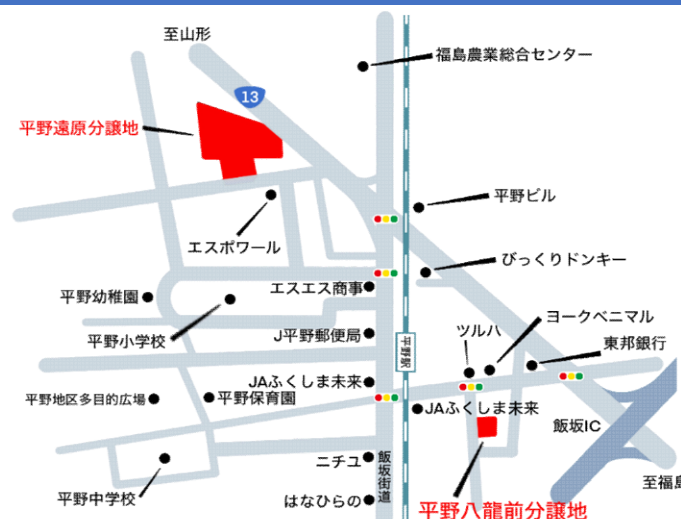 至山形
福島農業総合センター
13
平野遠原分譲地
平野ビル
エスポワール
びっくりドンキー
エスエス商事
平野幼稚園
ヨークベニマル
ツルハ
J平野郵便局
平野小学校
平野駅
東邦銀行
JAふくしま未来
平野保育園
平野地区多目的広場
JAふくしま未来
飯坂IC
ニチユ
飯坂街道
至福島
平野中学校
はなひらの
平野八龍前分譲地